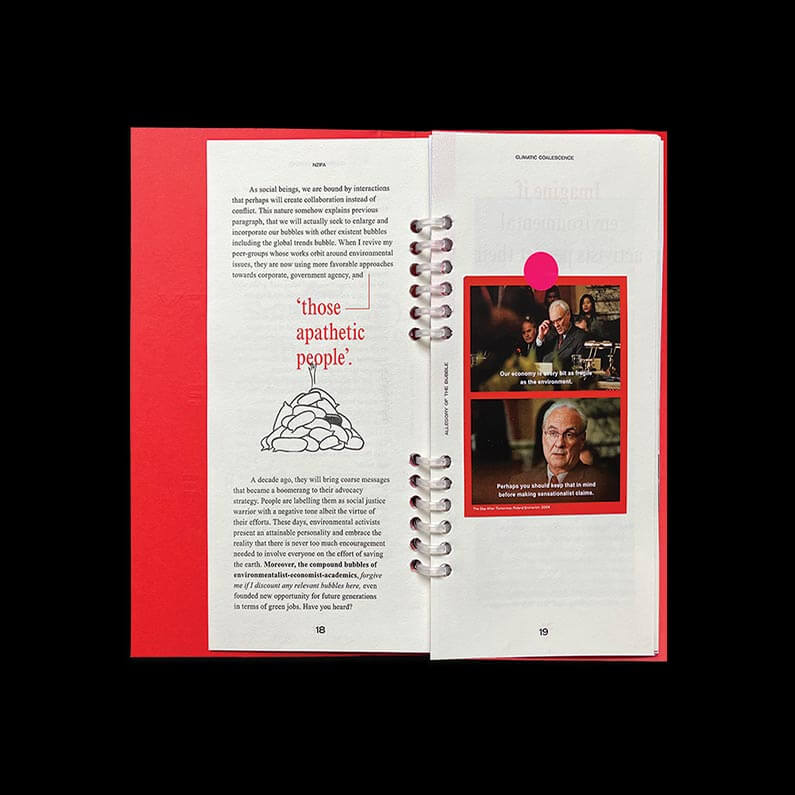 NZIFA
As social beings, we are bound by interactions
that perhaps will create collaboration instead of
conflict. This nature somehow explains previous
paragraph, that we will actually seek to enlarge and
incorporate our bubbles with other existent bubbles
including the global trends bubble. When I revive my
peer-groups whose works orbit around environmental
issues, they are now using more favorable approaches
towards corporate, government agency, and
‘those
apathetic
people’.
A decade ago, they will bring coarse messages
that became a boomerang to their advocacy
strategy. People are labelling them as social justice
warrior with a negative tone albeit the virtue of
their efforts. These days, environmental activists
present an attainable personality and embrace the
reality that there is never too much encouragement
needed to involve everyone on the effort of saving
the earth. Moreover, the compound bubbles of
environmentalist-economist-academics, forgive
me if I discount any relevant bubbles here, even
founded new opportunity for future generations
in terms of green jobs. Have you heard?
18
CLIMATIC COALESCENCE
Imagine if
environmental
activists
ALLEGORY OF THE BUBBLE
Our economy is every bit as fragile
as the environment.
Perhaps you should keep that in mind
before making sensationalist claims.
The Day After Tomorrow, Roland Emmerich, 2004
19